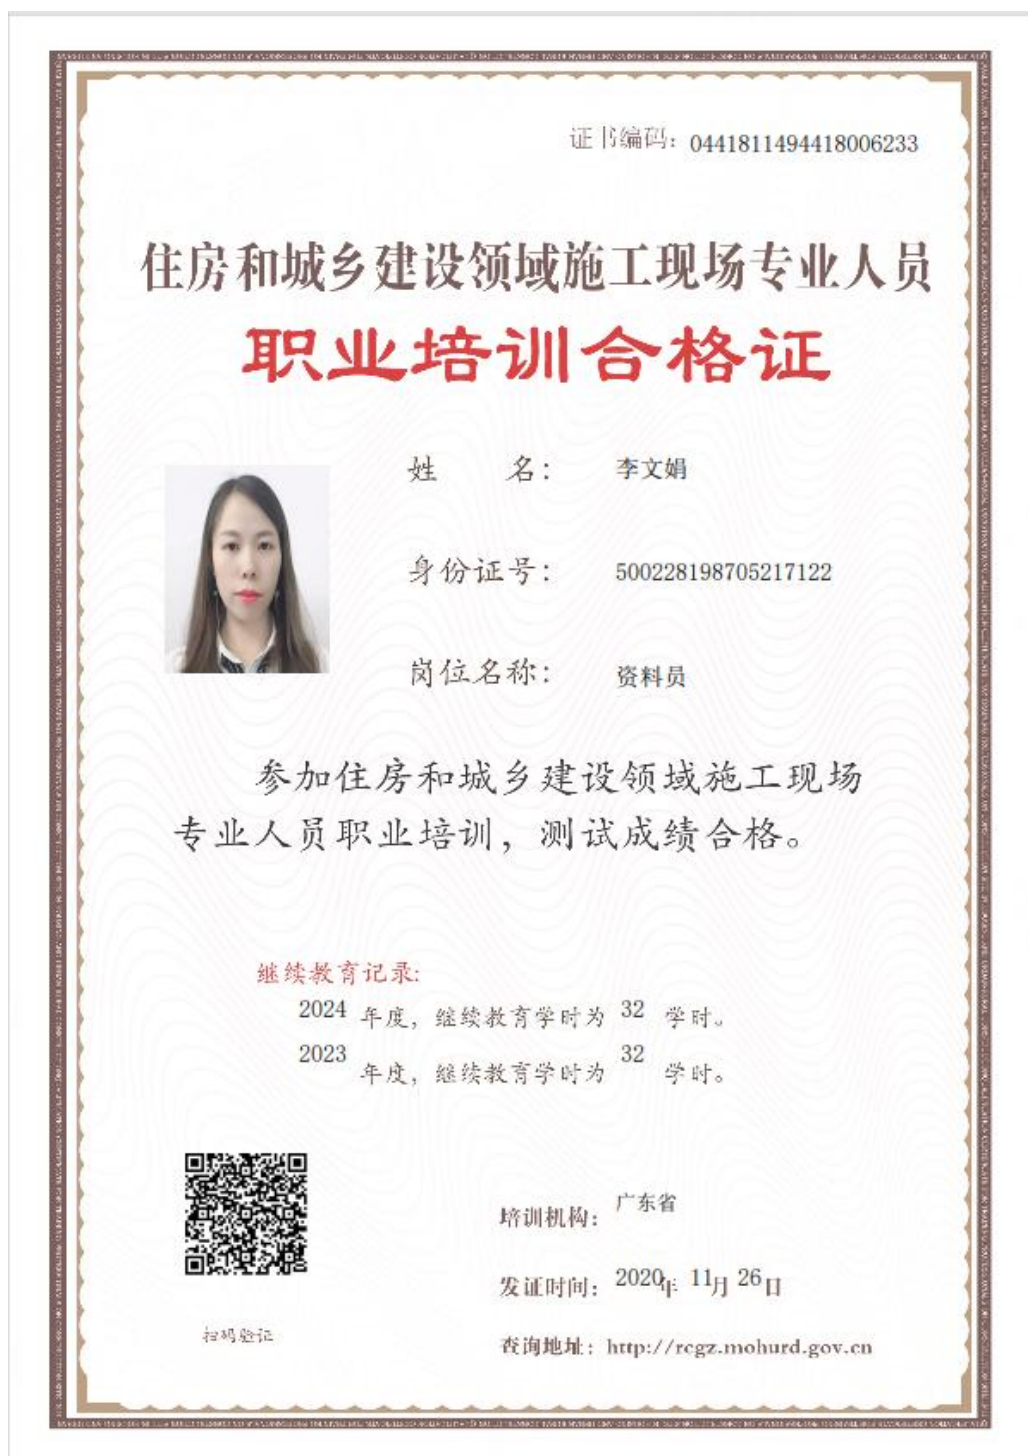 证书编码：0441811494418006233
住房和城乡建设领域施工现场专业人员
职业培训合格证
姓 名： 李文娟
身份证号： 500228198705217122
岗位名称： 资料员
参加住房和城乡建设领域施工现场
专业人员职业培训，测试成绩合格。
继续教育记录:
2024 年度，继续教育学时为 32 学时。
2023 年度，继续教育学时为 32 学时。
培训机构： 广东省
发证时间： 2020年 11月 26日
扫码验证
查询地址：http://rcgz.mohurd.gov.cn